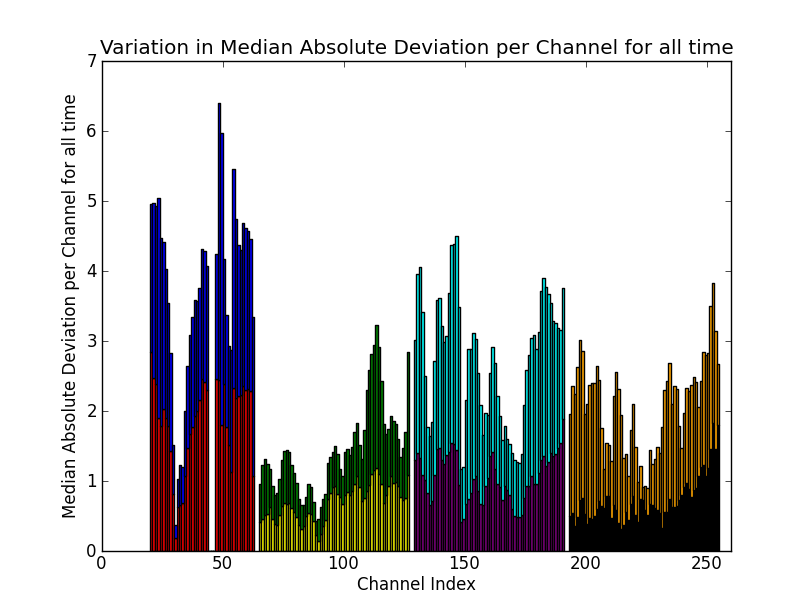 Variation in Median Absolute Deviation per Channel for all time
7
6
5
4
3
2
1
0
Median Absolute Deviation per Channel for all time
0 50 100 150 200 250
Channel Index